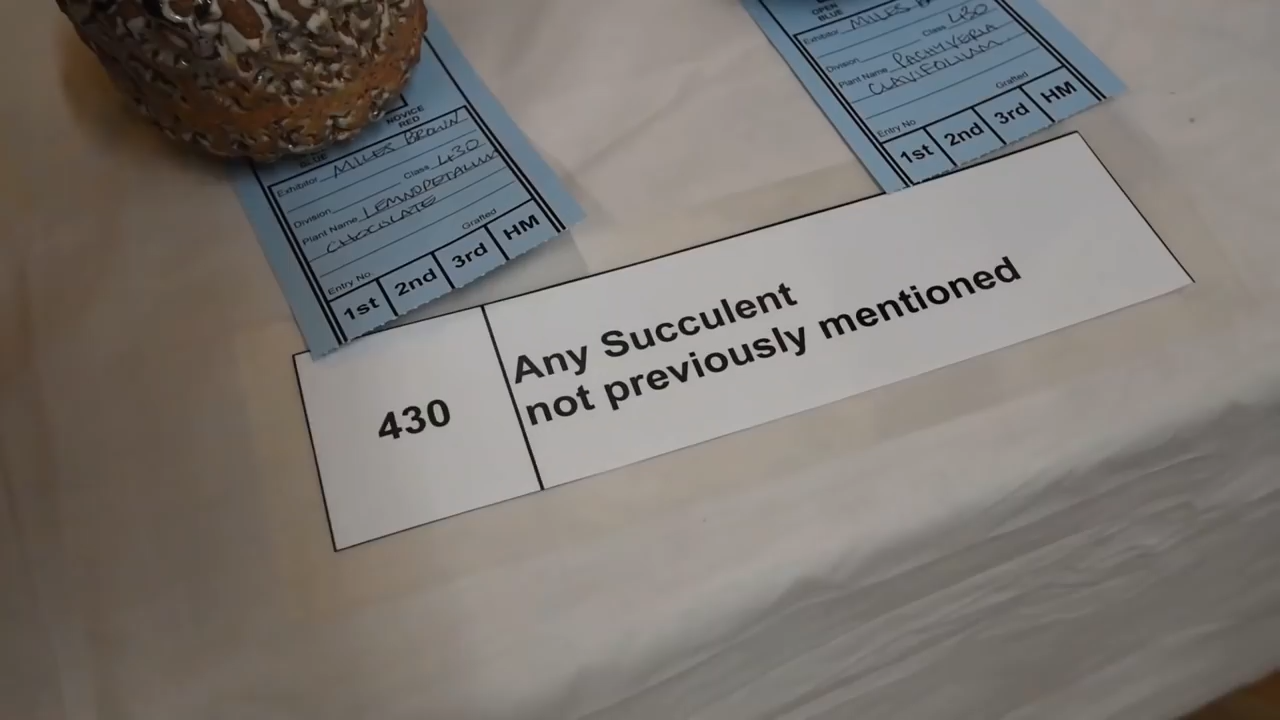 NOVICE
RED
BLUE
Exhibitor MILES BROWN
Division Class 430
Plant Name LEMNOPETALUM
CHOCOLATE
Grafted
Entry No
1st 2nd 3rd HM
OPEN
BLUE
Exhibitor MILES
Class 430
Division
Plant Name PACHYVERIA
CLAVIFOLIUM
Grafted
Entry No
1st 2nd 3rd HM
430
Any Succulent
not previously mentioned